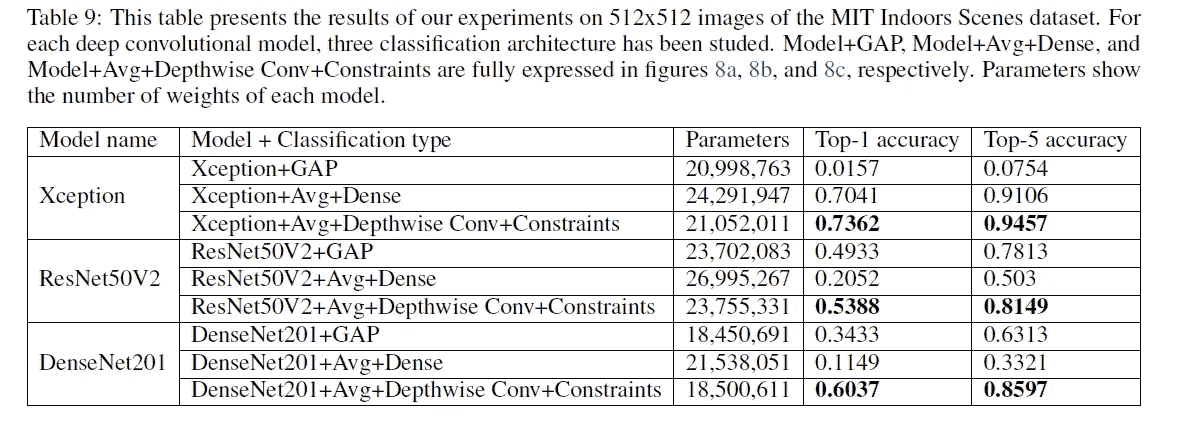 Table 9: This table presents the results of our experiments on 512x512 images of the MIT Indoors Scenes dataset. For
each deep convolutional model, three classification architecture has been studed. Model+GAP, Model+Avg+Dense, and
Model+Avg+Depthwise Conv+Constraints are fully expressed in figures 8a, 8b, and 8c, respectively. Parameters show
the number of weights of each model.
Model name Model + Classification type Parameters Top-1 accuracy Top-5 accuracy
Xception+GAP 20,998,763 0.0157 0.0754
Xception Xception+Avg+Dense 24,291,947 0.7041 0.9106
Xception+Avg+Depthwise Conv+Constraints 21,052,011 0.7362 0.9457
ResNet50V2+GAP 23,702,083 0.4933 0.7813
ResNet50V2 ResNet50V2+Avg+Dense 26,995,267 0.2052 0.503
ResNet50V2+Avg+Depthwise Conv+Constraints 23,755,331 0.5388 0.8149
DenseNet201+GAP 18,450,691 0.3433 0.6313
DenseNet201 DenseNet201+Avg+Dense 21,538,051 0.1149 0.3321
DenseNet201+Avg+Depthwise Conv+Constraints 18,500,611 0.6037 0.8597